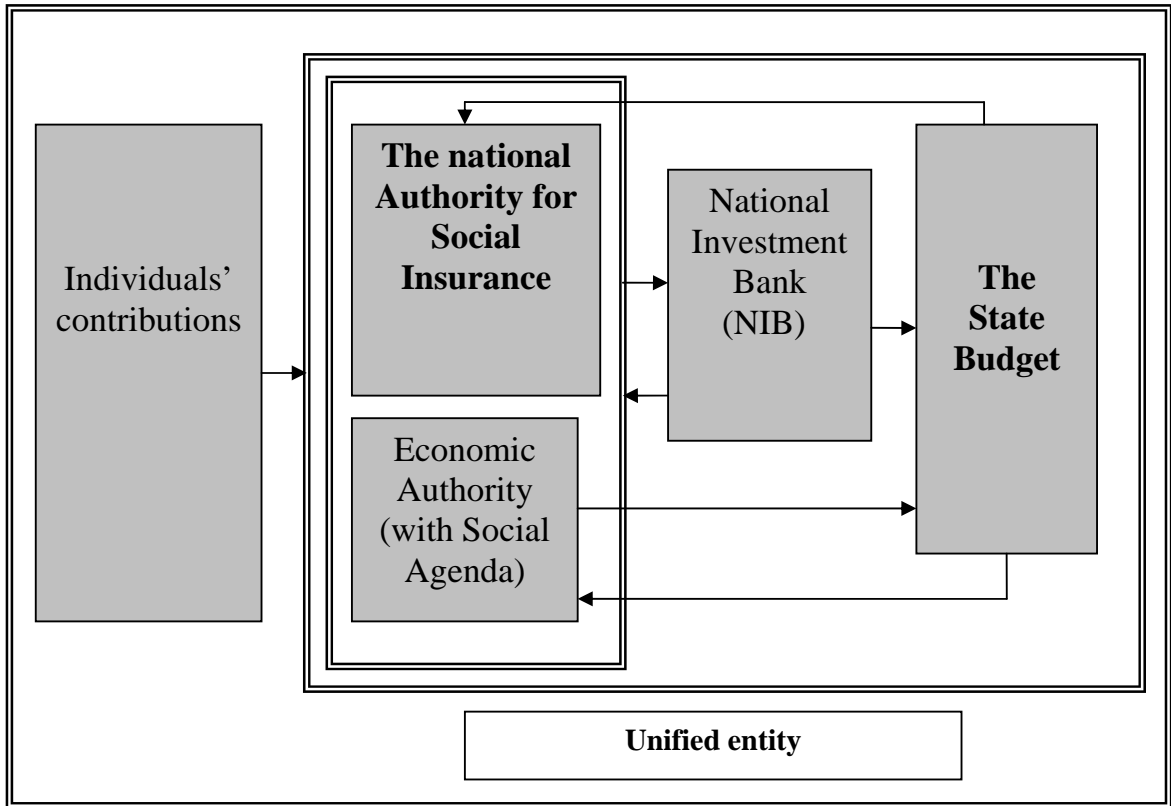 Individuals’
contributions
The national
Authority for
Social
Insurance
Economic
Authority
(with Social
Agenda)
National
Investment
Bank
(NIB)
The
State
Budget
Unified entity